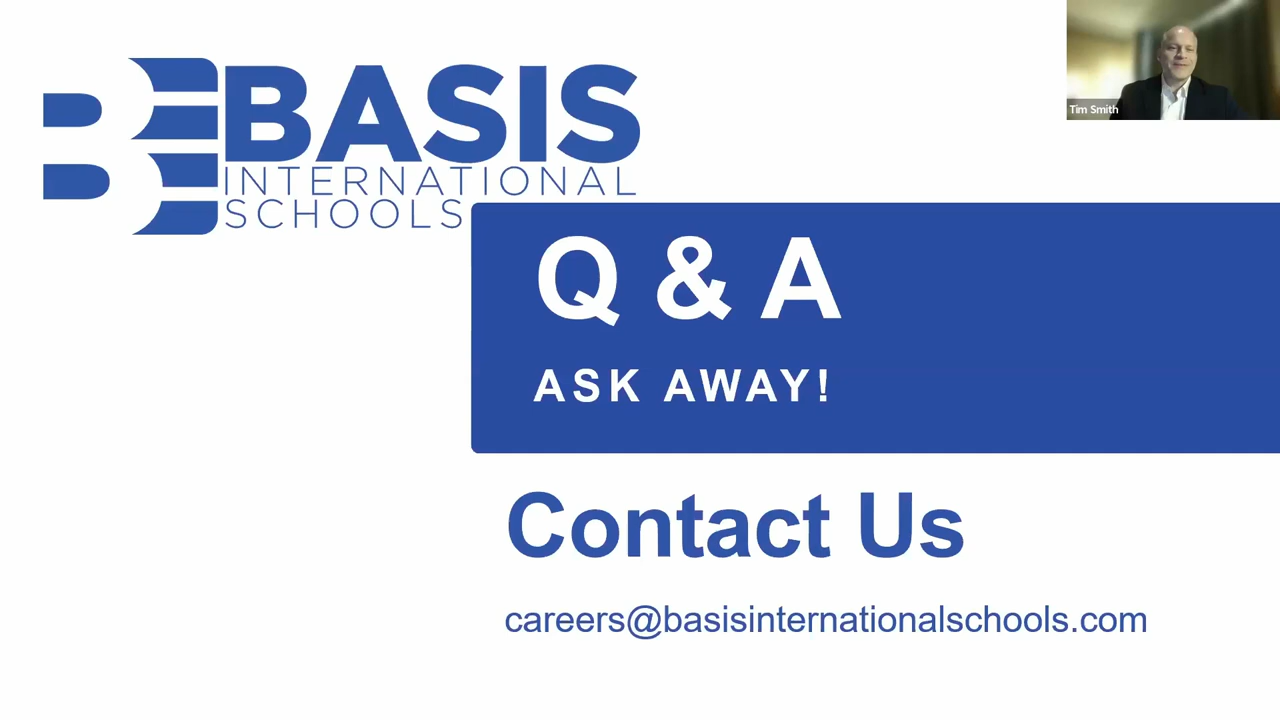 BASIS
INTERNATIONAL
SCHOOLS
Tim Smith
Q & A
ASK AWAY!
Contact Us
careers@basisinternationalschools.com